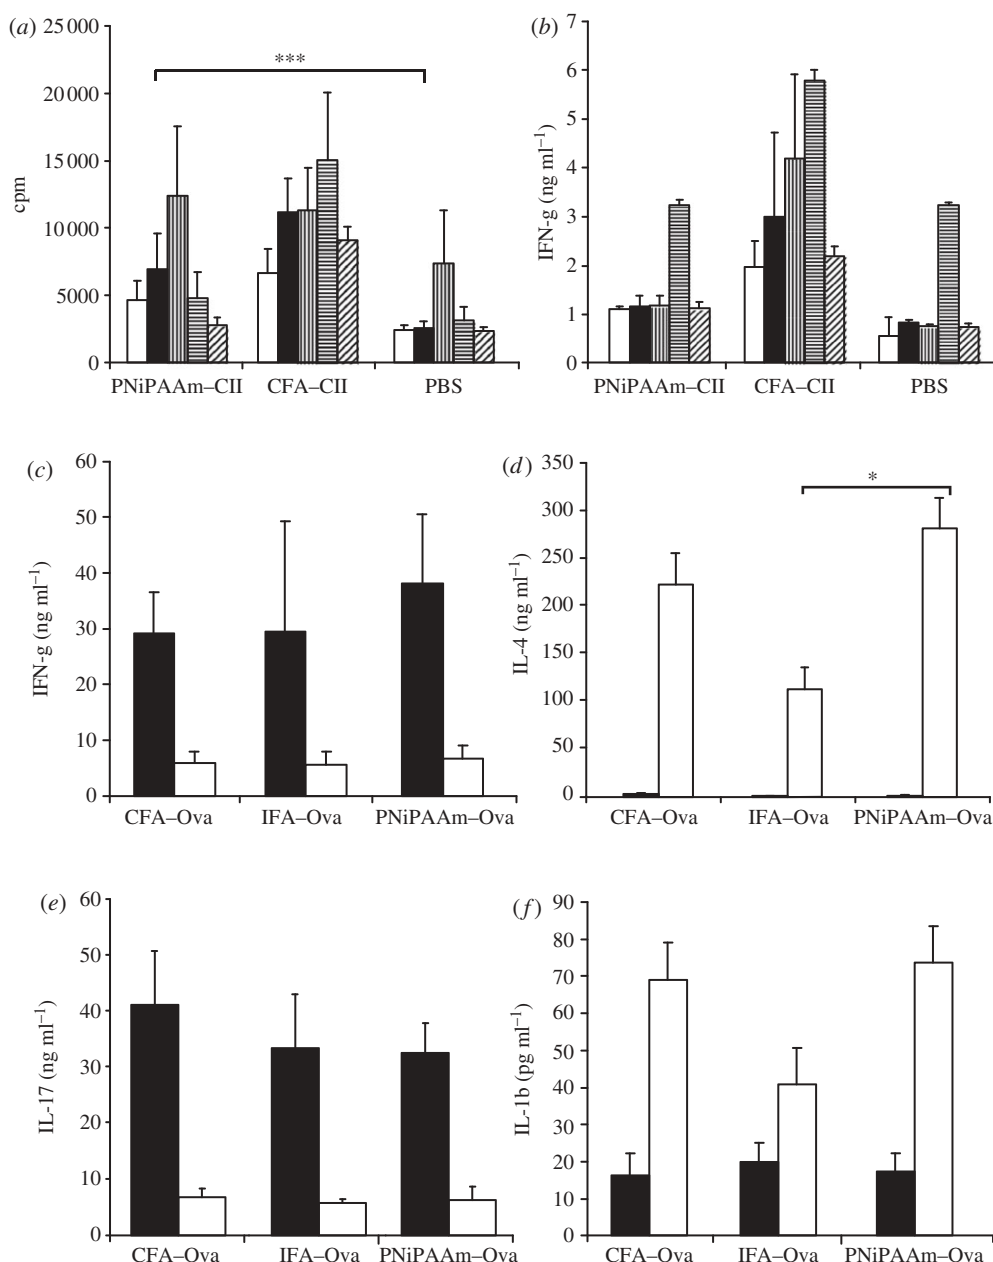 (a)
25 000
20 000
15 000
10 000
5000
0
cpm
***
PNiPAAm–CII CFA–CII PBS
(b)
7
6
5
4
3
2
1
0
IFN-g (ng ml⁻¹)
PNiPAAm–CII CFA–CII PBS
(c)
60
50
40
30
20
10
0
IFN-g (ng ml⁻¹)
CFA–Ova IFA–Ova PNiPAAm–Ova
(d)
350
300
250
200
150
100
50
0
IL-4 (ng ml⁻¹)
*
CFA–Ova IFA–Ova PNiPAAm–Ova
(e)
60
50
40
30
20
10
0
IL-17 (ng ml⁻¹)
CFA–Ova IFA–Ova PNiPAAm–Ova
(f)
90
80
70
60
50
40
30
20
10
0
IL-1b (pg ml⁻¹)
CFA–Ova IFA–Ova PNiPAAm–Ova